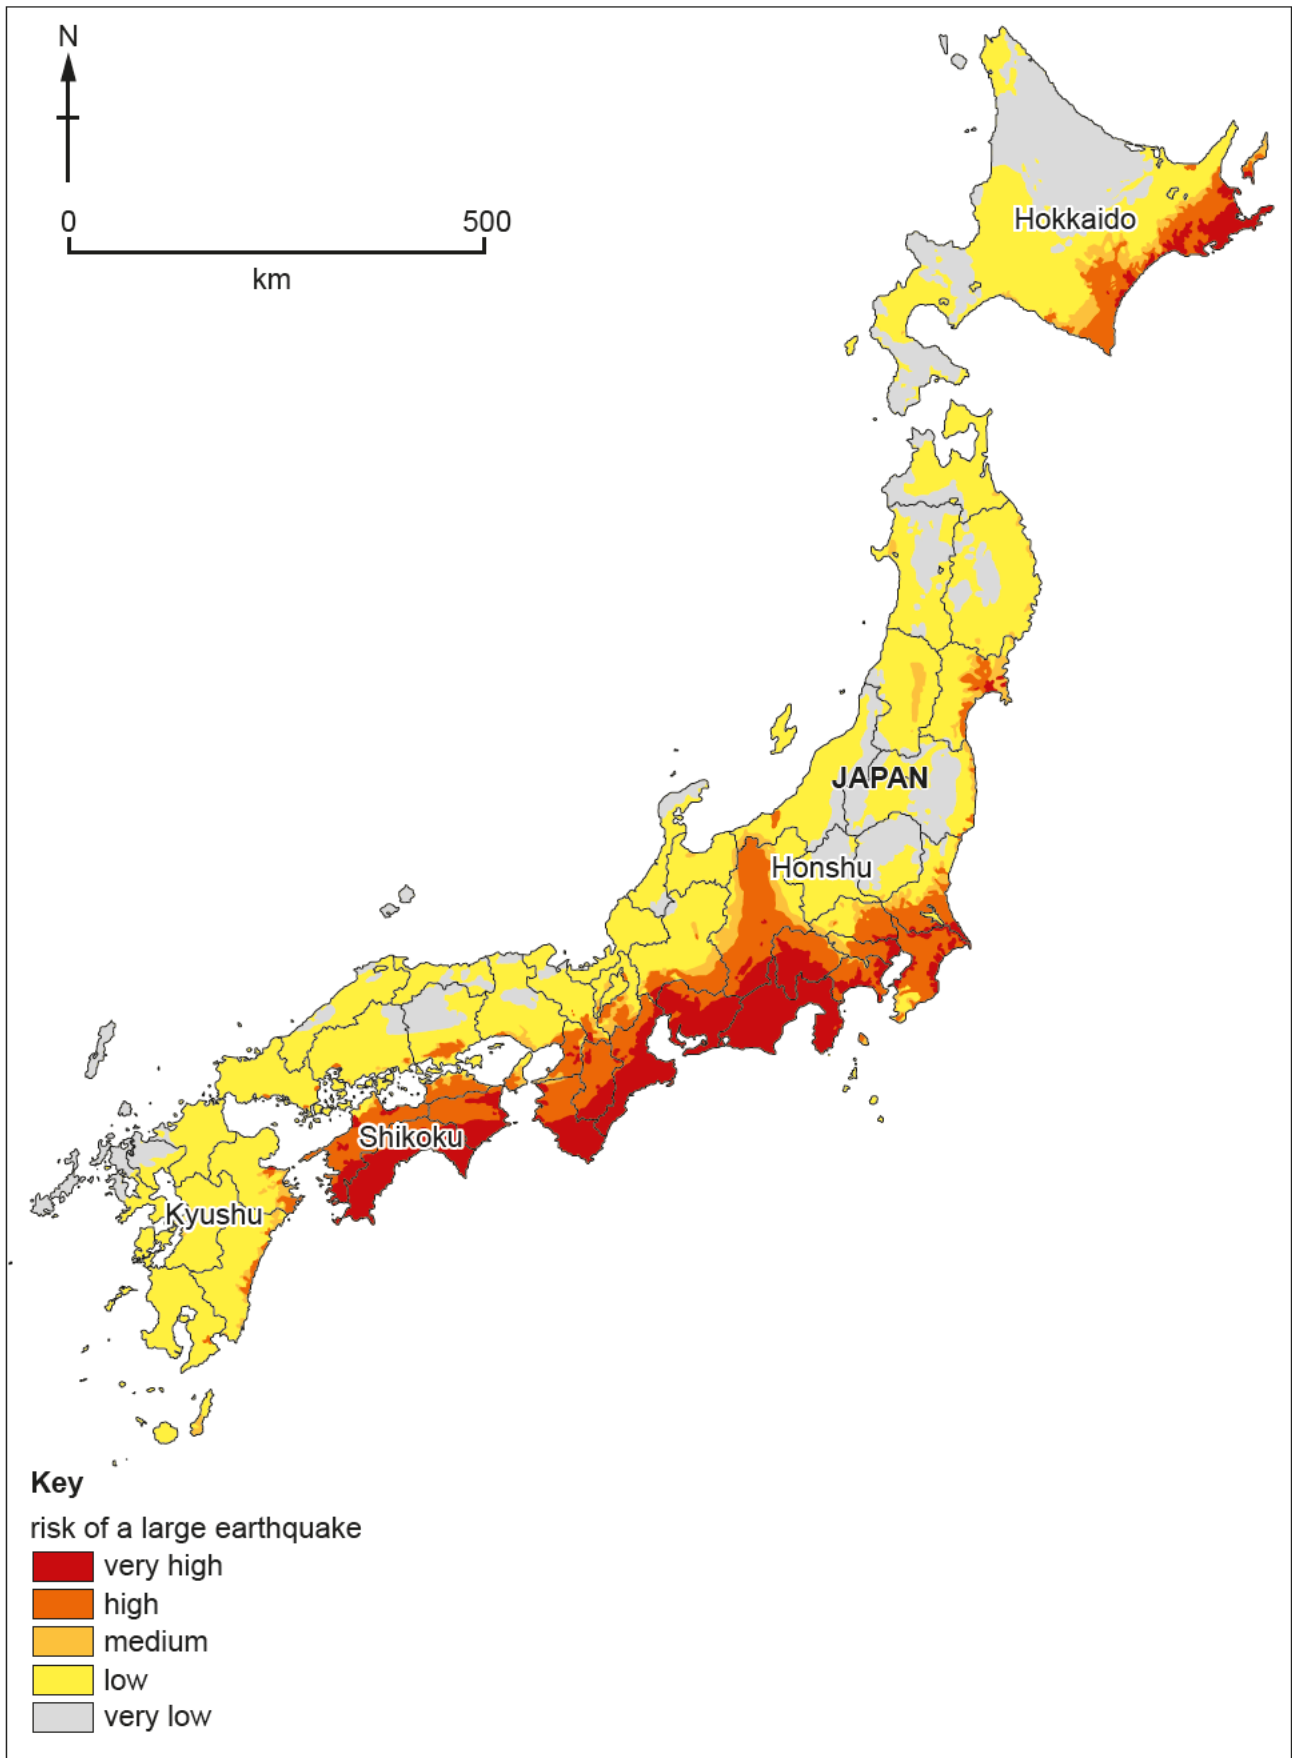 N
0 500
km
Hokkaido
JAPAN
Honshu
Shikoku
Kyushu
Key
risk of a large earthquake
very high
high
medium
low
very low